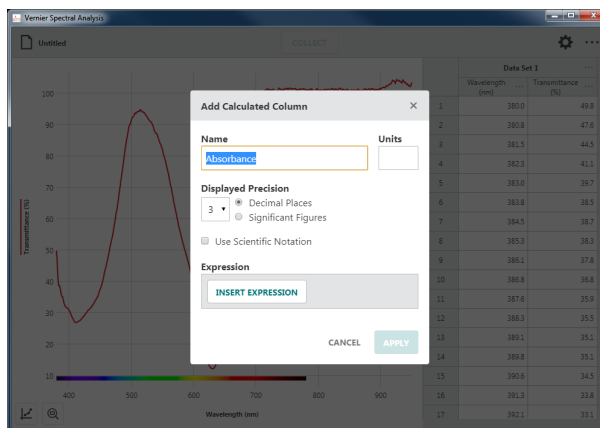 Vernier Spectral Analysis
Untitled
COLLECT
Data Set 1
Wavelength (nm)
Transmittance (%)
1 380.0 49.8
2 380.8 47.6
3 381.5 44.5
4 382.3 41.1
5 383.0 39.7
6 383.8 38.5
7 384.5 38.7
8 385.3 38.3
9 386.1 37.8
10 386.8 36.8
11 387.6 35.9
12 388.3 35.5
13 389.1 35.1
14 389.8 35.1
15 390.6 34.5
16 391.3 33.8
17 392.1 33.1
Transmittance (%)
100
90
80
70
60
50
40
30
20
10
400 500 600 700 800 900
Wavelength (nm)
Add Calculated Column
Name Units
Absorbance
Displayed Precision
3
Decimal Places
Significant Figures
Use Scientific Notation
Expression
INSERT EXPRESSION
CANCEL APPLY